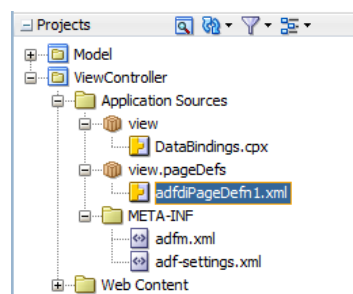 Projects
Model
ViewController
Application Sources
view
DataBindings.cpx
view.pageDefs
adfdiPageDefn1.xml
META-INF
adfm.xml
adf-settings.xml
Web Content